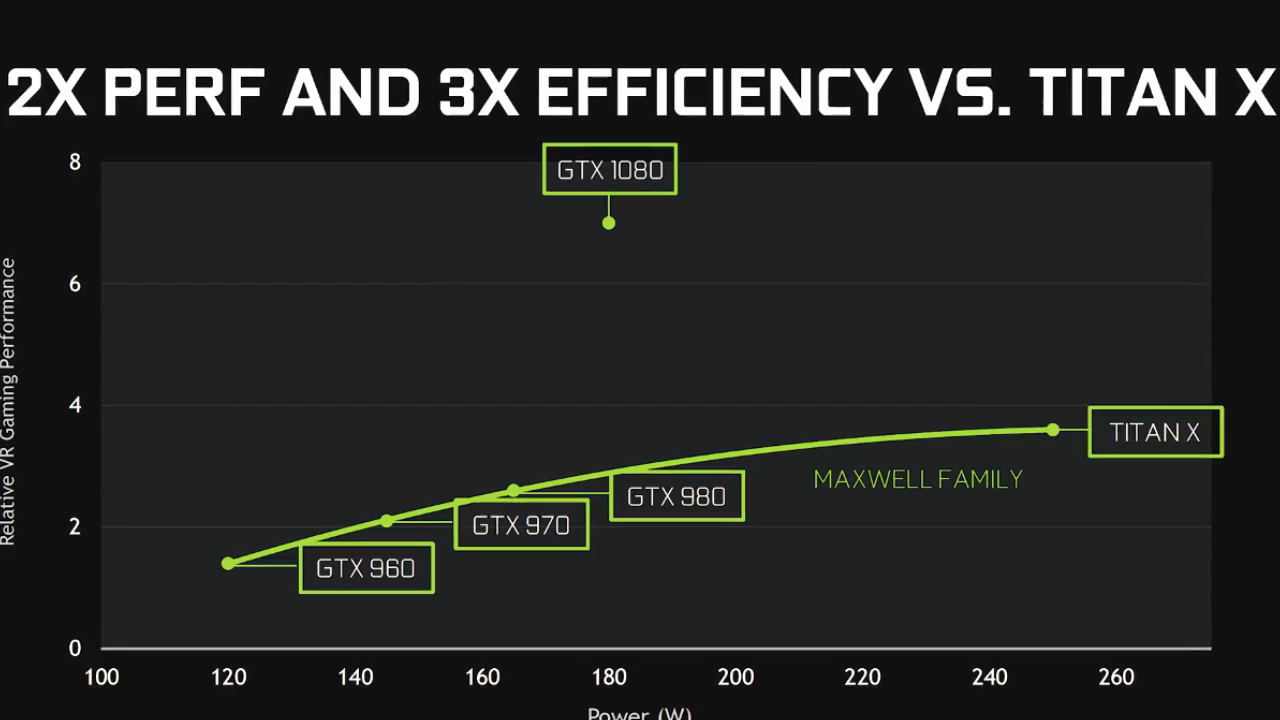 2X PERF AND 3X EFFICIENCY VS. TITAN X
Relative VR Gaming Performance
8
6
4
2
0
GTX 1080
TITAN X
MAXWELL FAMILY
GTX 980
GTX 970
GTX 960
100 120 140 160 180 200 220 240 260
Power (W)